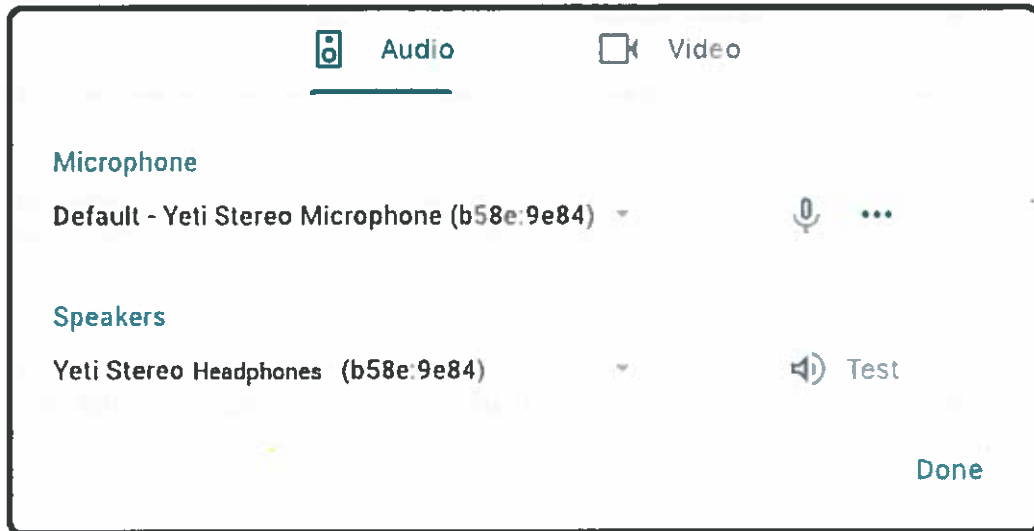 Audio Video
Microphone
Default - Yeti Stereo Microphone (b58e:9e84)
Speakers
Yeti Stereo Headphones (b58e:9e84)
Test
Done